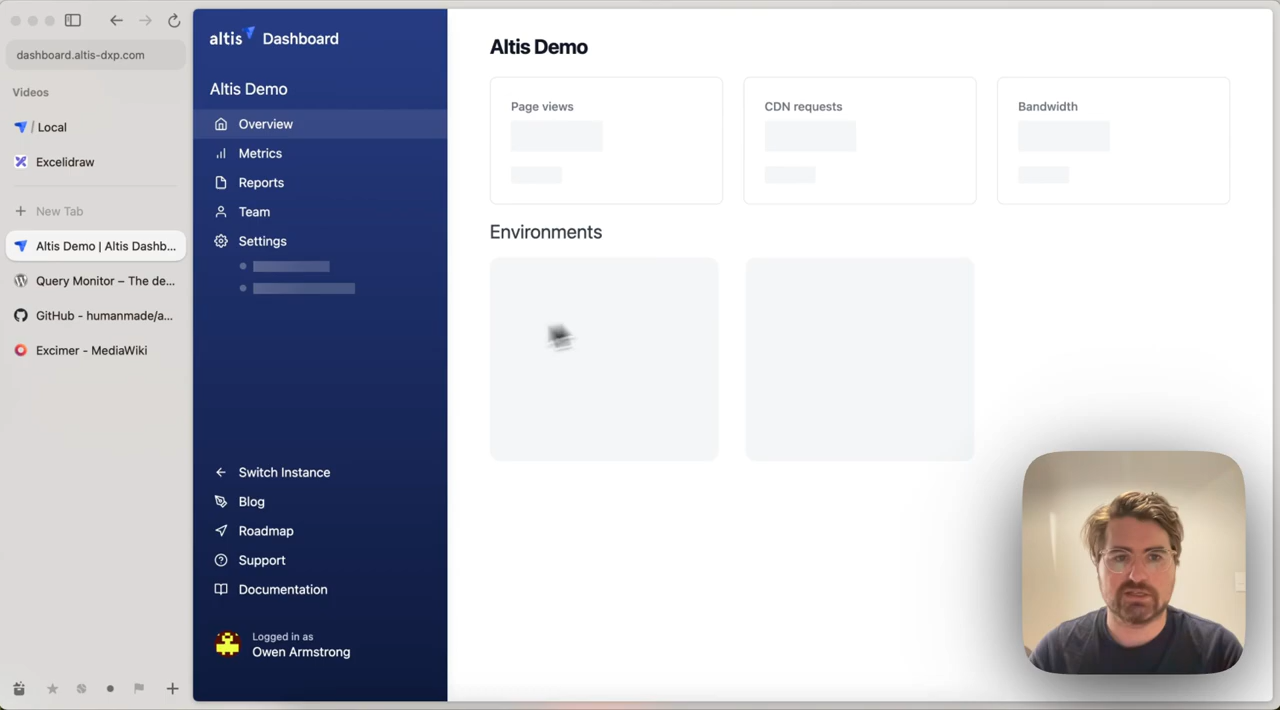 dashboard.altis-dxp.com
Videos
/ Local
Excelidraw
New Tab
Altis Demo | Altis Dashb...
Query Monitor – The de...
GitHub - humanmade/a...
Excimer - MediaWiki
altis Dashboard
Altis Demo
Overview
Metrics
Reports
Team
Settings
Switch Instance
Blog
Roadmap
Support
Documentation
Logged in as
Owen Armstrong
Altis Demo
Page views
CDN requests
Bandwidth
Environments